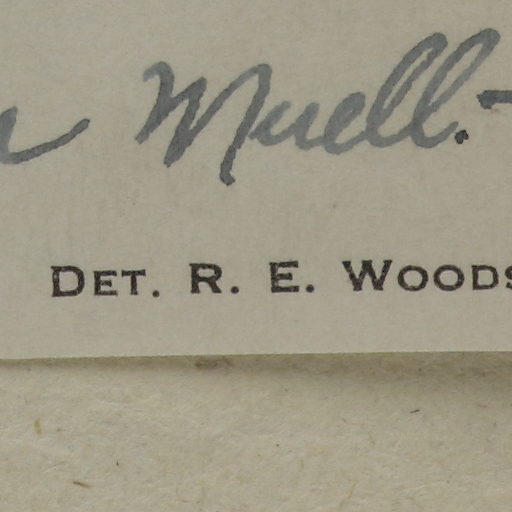 Muell.-
DET. R. E. WOODS